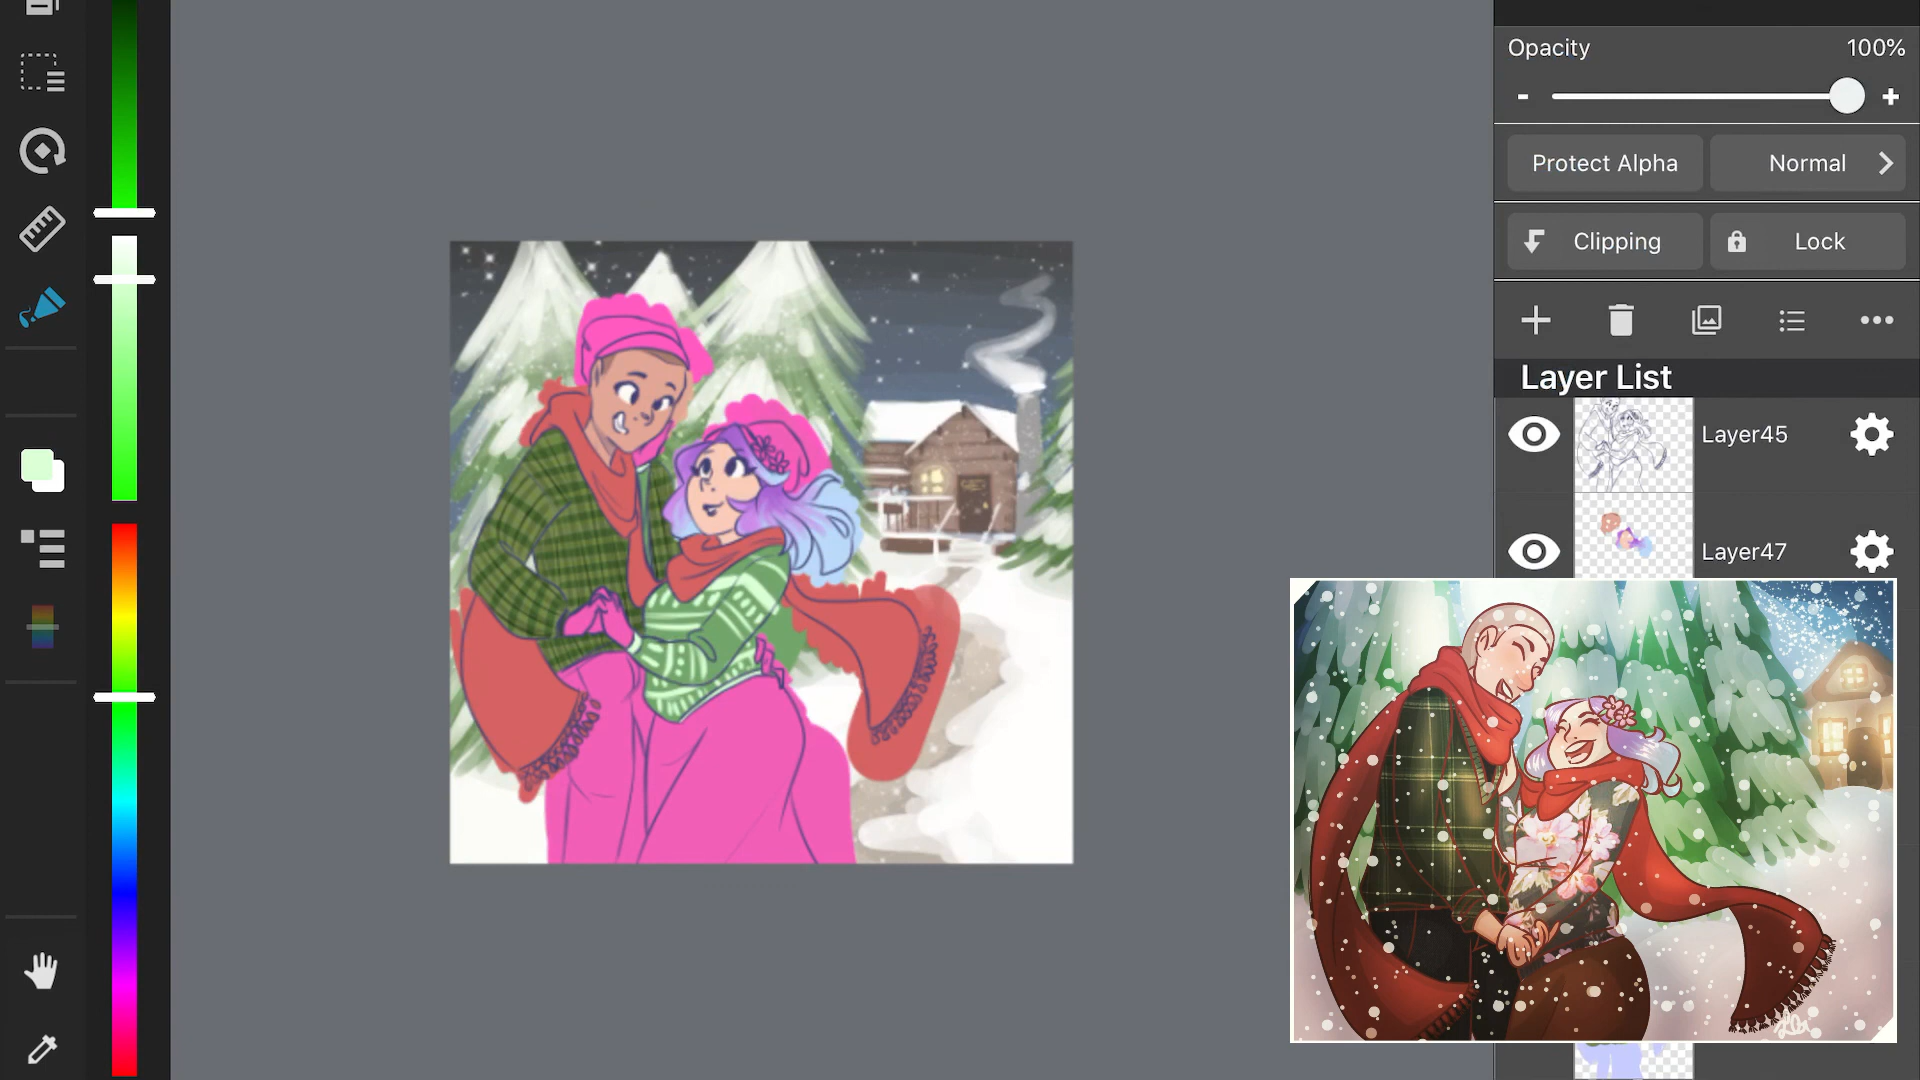 Opacity 100%
- +
Protect Alpha Normal
Clipping Lock
Layer List
Layer45
Layer47